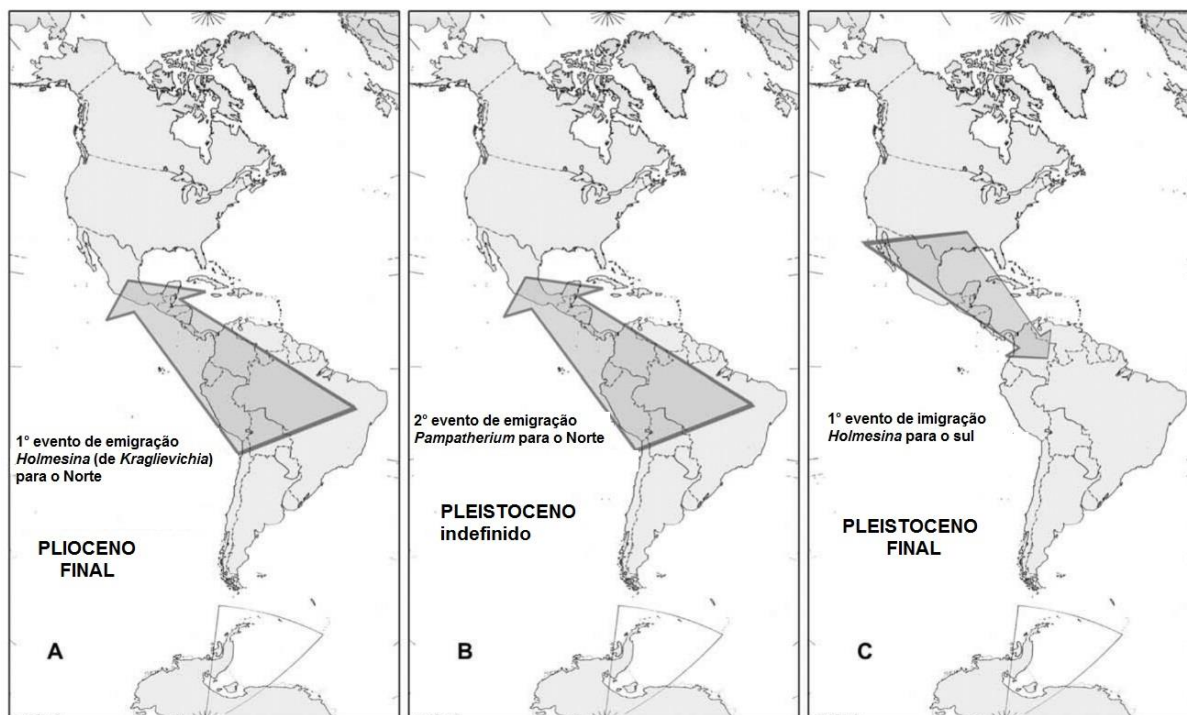 1° evento de emigração
Holmesina (de Kraglievichia)
para o Norte
PLIOCENO
FINAL
A
2° evento de emigração
Pampatherium para o Norte
PLEISTOCENO
indefinido
B
1° evento de imigração
Holmesina para o sul
PLEISTOCENO
FINAL
C